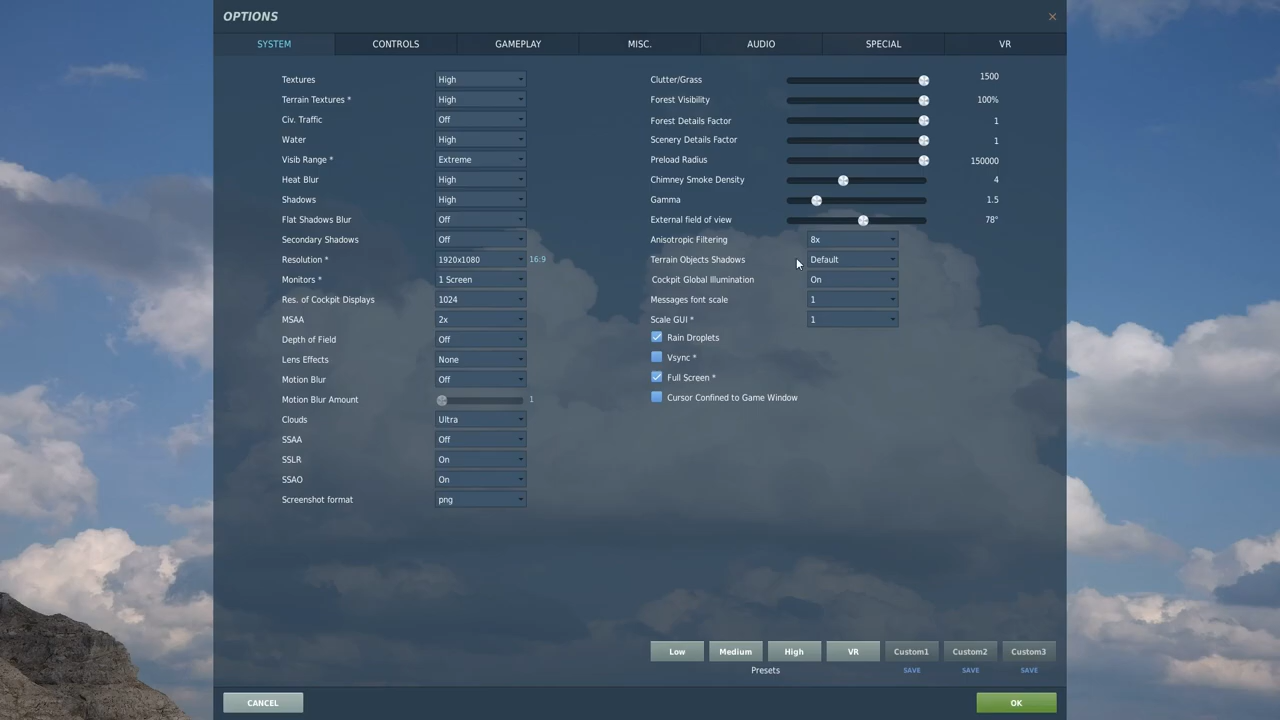 OPTIONS
SYSTEM CONTROLS GAMEPLAY MISC. AUDIO SPECIAL VR
Textures High
Terrain Textures * High
Civ. Traffic Off
Water High
Visib Range * Extreme
Heat Blur High
Shadows High
Flat Shadows Blur Off
Secondary Shadows Off
Resolution * 1920x1080 16:9
Monitors * 1 Screen
Res. of Cockpit Displays 1024
MSAA 2x
Depth of Field Off
Lens Effects None
Motion Blur Off
Motion Blur Amount 1
Clouds Ultra
SSAA Off
SSLR On
SSAO On
Screenshot format png
Clutter/Grass 1500
Forest Visibility 100%
Forest Details Factor 1
Scenery Details Factor 1
Preload Radius 150000
Chimney Smoke Density 4
Gamma 1.5
External field of view 78°
Anisotropic Filtering 8x
Terrain Objects Shadows Default
Cockpit Global Illumination On
Messages font scale 1
Scale GUI * 1
Rain Droplets
Vsync *
Full Screen *
Cursor Confined to Game Window
Low Medium High VR Custom1 Custom2 Custom3
Presets SAVE SAVE SAVE
CANCEL OK